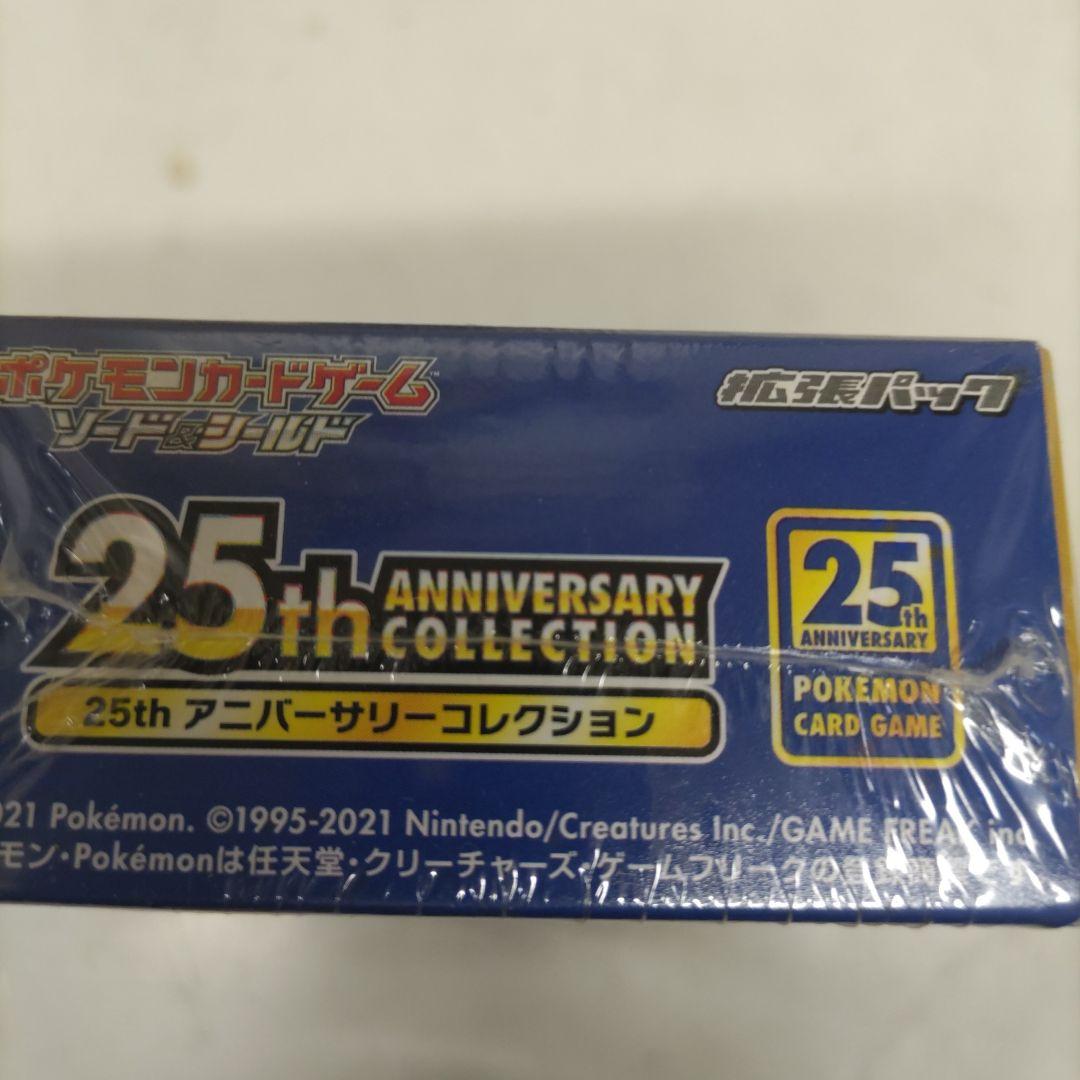 ポケモンカードゲーム™
ソード&シールド
拡張パック
25th ANNIVERSARY
COLLECTION
25th アニバーサリーコレクション
25th
ANNIVERSARY
POKÉMON
CARD GAME
021 Pokémon. ©1995-2021 Nintendo/Creatures Inc./GAME FREAK inc.
モン・Pokémonは任天堂・クリーチャーズ・ゲームフリークの